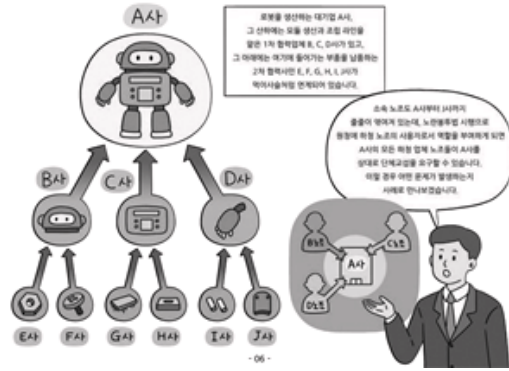 A사
로봇을 생산하는 대기업 A사,
그 산하에는 모듈 생산과 조립 라인을
맡은 1차 협력업체 B, C, D사가 있고,
그 아래에는 여기에 들어가는 부품을 납품하는
2차 협력사인 E, F, G, H, I, J사가
먹이사슬처럼 연계되어 있습니다.
소속 노조도 A사부터 J사까지
줄줄이 엮여져 있는데, 노란봉투법 시행으로
원청에 하청 노조의 사용자로서 역할을 부여하게 되면
A사의 모든 하청 업체 노조들이 A사를
상대로 단체교섭을 요구할 수 있습니다.
이럴 경우 어떤 문제가 발생하는지
사례로 만나보겠습니다.
B사
C사
D사
B노조
C노조
A사
D노조
E사
F사
G사
H사
I사
J사
- 06 -